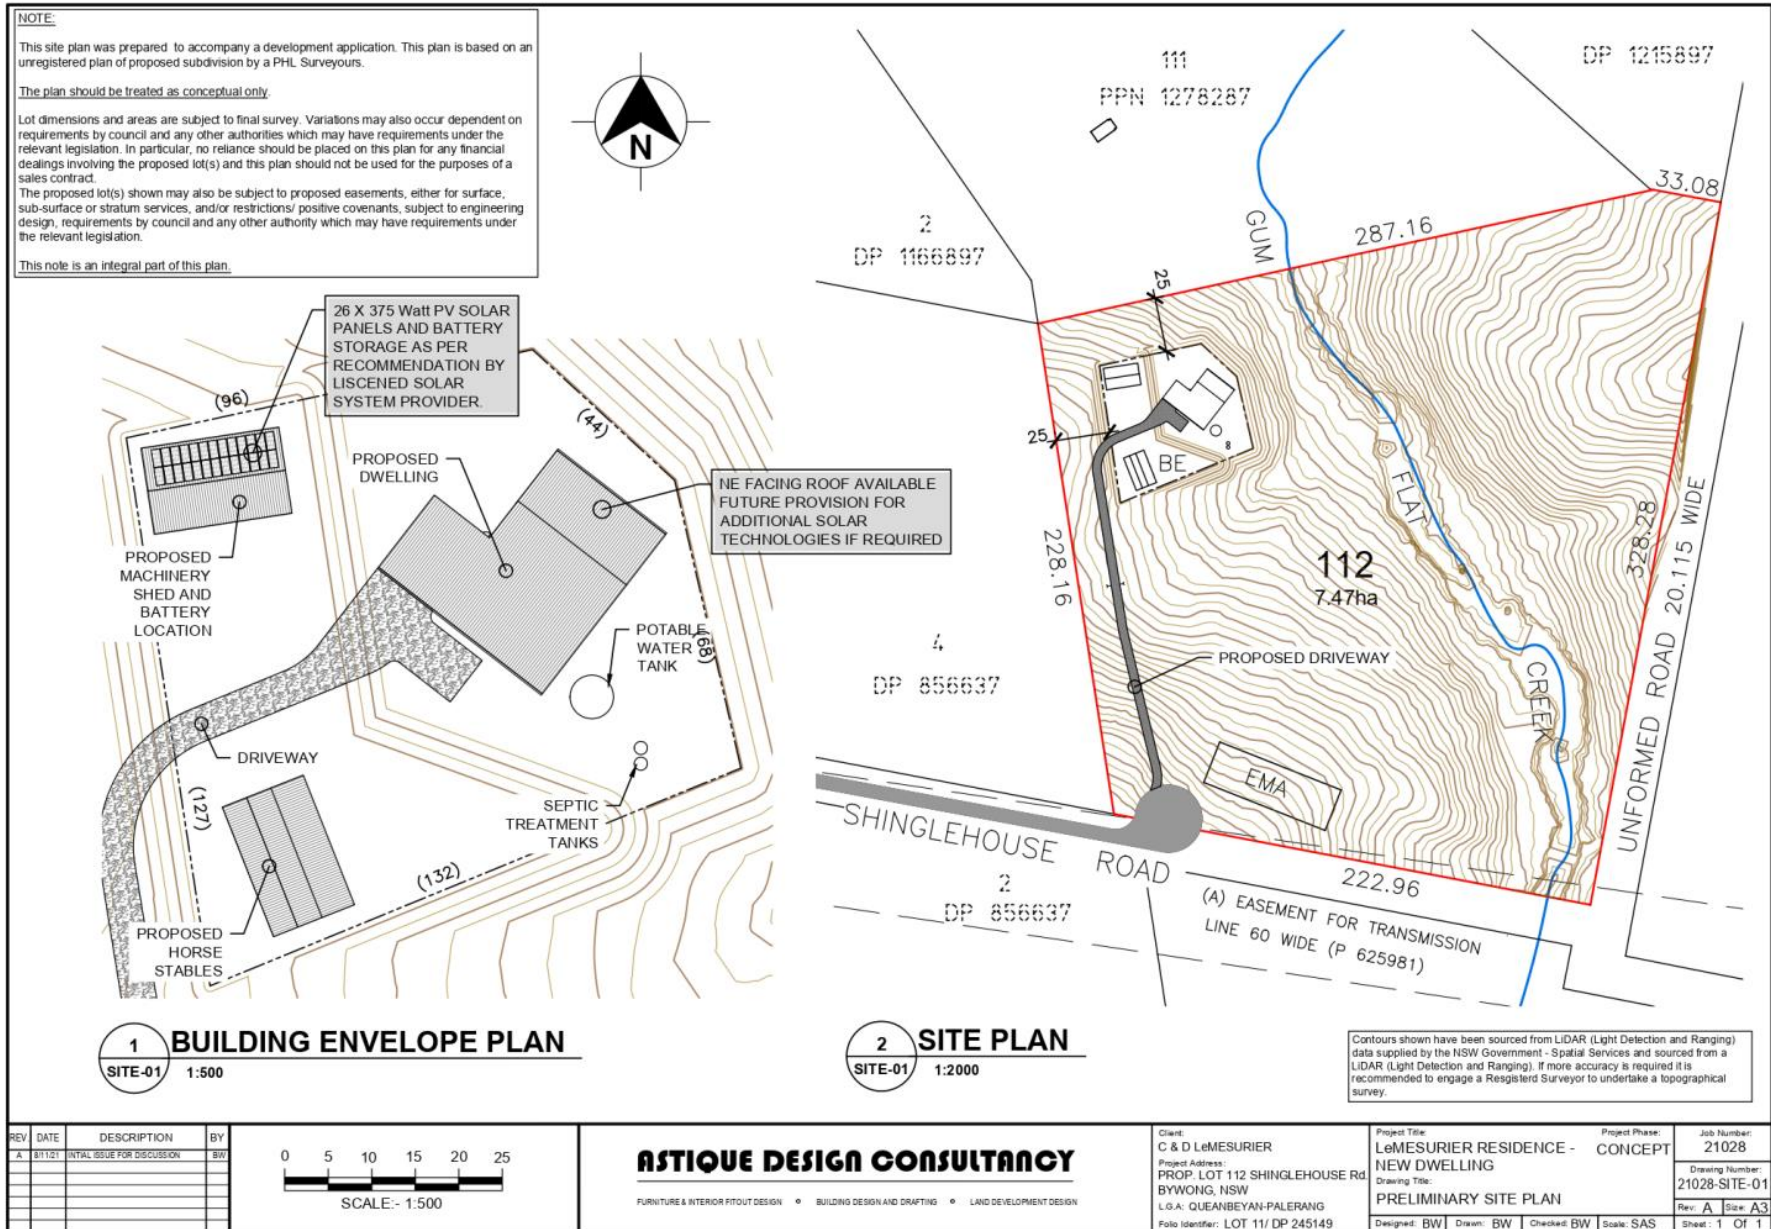 NOTE:
This site plan was prepared to accompany a development application. This plan is based on an
unregistered plan of proposed subdivision by a PHL Surveyours.
The plan should be treated as conceptual only.
Lot dimensions and areas are subject to final survey. Variations may also occur dependent on
requirements by council and any other authorities which may have requirements under the
relevant legislation. In particular, no reliance should be placed on this plan for any financial
dealings involving the proposed lot(s) and this plan should not be used for the purposes of a
sales contract.
The proposed lot(s) shown may also be subject to proposed easements, either for surface,
sub-surface or stratum services, and/or restrictions/ positive covenants, subject to engineering
design, requirements by council and any other authority which may have requirements under
the relevant legislation.
This note is an integral part of this plan.
N
26 X 375 Watt PV SOLAR
PANELS AND BATTERY
STORAGE AS PER
RECOMMENDATION BY
LISCENED SOLAR
SYSTEM PROVIDER.
(96)
(44)
PROPOSED
DWELLING
NE FACING ROOF AVAILABLE
FUTURE PROVISION FOR
ADDITIONAL SOLAR
TECHNOLOGIES IF REQUIRED
PROPOSED
MACHINERY
SHED AND
BATTERY
LOCATION
POTABLE
WATER
TANK
(68)
DRIVEWAY
(127)
SEPTIC
TREATMENT
TANKS
(132)
PROPOSED
HORSE
STABLES
1
SITE-01
BUILDING ENVELOPE PLAN
1:500
111
PPN 1278287
DP 1215897
33.08
2
DP 1166897
GUM
287.16
25
25
BE
8
FLAT
228.16
112
7.47ha
328.28
UNFORMED ROAD 20.115 WIDE
4
DP 856637
PROPOSED DRIVEWAY
CREEK
EMA
SHINGLEHOUSE ROAD
222.96
2
DP 856637
(A) EASEMENT FOR TRANSMISSION
LINE 60 WIDE (P 625981)
2
SITE-01
SITE PLAN
1:2000
Contours shown have been sourced from LiDAR (Light Detection and Ranging)
data supplied by the NSW Government - Spatial Services and sourced from a
LiDAR (Light Detection and Ranging). If more accuracy is required it is
recommended to engage a Resgisterd Surveyor to undertake a topographical
survey.
REV. DATE DESCRIPTION BY
A 8/11/21 INTIAL ISSUE FOR DISCUSSION BW
0 5 10 15 20 25
SCALE:- 1:500
ASTIQUE DESIGN CONSULTANCY
FURNITURE & INTERIOR FITOUT DESIGN BUILDING DESIGN AND DRAFTING LAND DEVELOPMENT DESIGN
Client:
C & D LeMESURIER
Project Address:
PROP. LOT 112 SHINGLEHOUSE Rd.
BYWONG, NSW
L.G.A: QUEANBEYAN-PALERANG
Folio Identifier: LOT 11/ DP 245149
Project Title:
LeMESURIER RESIDENCE -
NEW DWELLING
Project Phase:
CONCEPT
Drawing Title:
PRELIMINARY SITE PLAN
Designed: BW Drawn: BW Checked: BW Scale: SAS
Job Number:
21028
Drawing Number:
21028-SITE-01
Rev: A Size: A3
Sheet: 1 OF 1